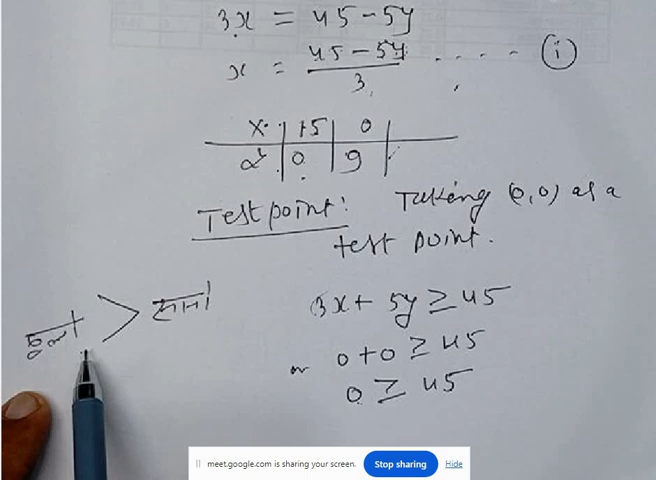 3x = 45 - 5y
x = 45 - 5y / 3 . . . . - - (i)
x | 15 | 0
y | 0 | 9
Test point: Taking (0,0) as a
test point.
3x + 5y ≥ 45
or 0 + 0 ≥ 45
0 ≥ 45
ठूलो > सानो
meet.google.com is sharing your screen. Stop sharing Hide